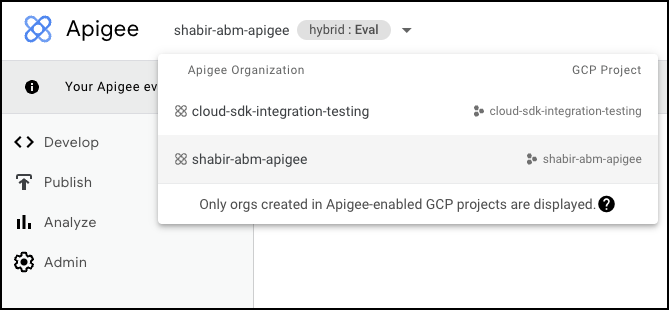 Apigee shabir-abm-apigee hybrid : Eval
Your Apigee ev
Apigee Organization GCP Project
cloud-sdk-integration-testing cloud-sdk-integration-testing
shabir-abm-apigee shabir-abm-apigee
Only orgs created in Apigee-enabled GCP projects are displayed. ?
Develop
Publish
Analyze
Admin